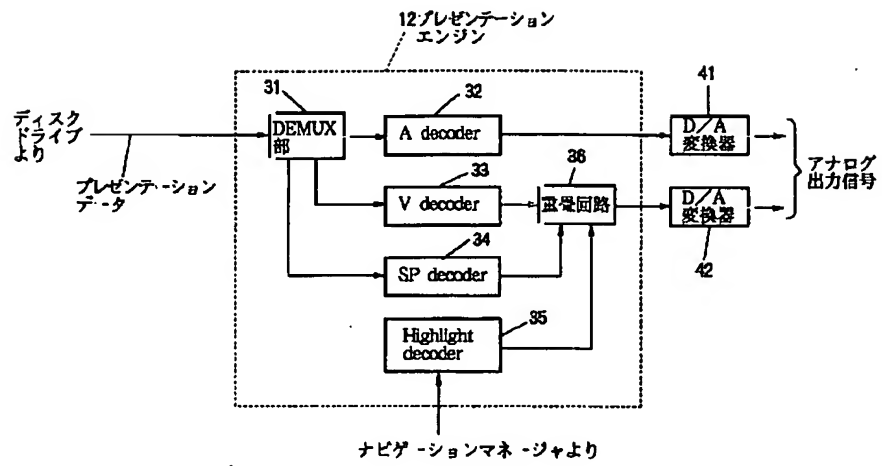 12プレゼンテーション
エンジン
31
32
41
ディスク
ドライブ
より
DEMUX
部
A decoder
D/A
変換器
プレゼンテーション
データ
33
36
アナログ
出力信号
V decoder
重畳回路
D/A
変換器
34
42
SP decoder
35
Highlight
decoder
ナビゲーションマネージャより